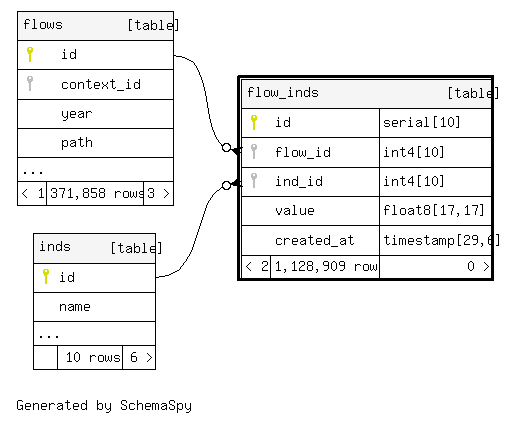 flows [table]
id
context_id
year
path
...
< 1 371,858 rows 3 >
flow_inds [table]
id serial[10]
flow_id int4[10]
ind_id int4[10]
value float8[17,17]
created_at timestamp[29,6]
< 2 1,128,909 row 0 >
inds [table]
id
name
...
10 rows 6 >
Generated by SchemaSpy